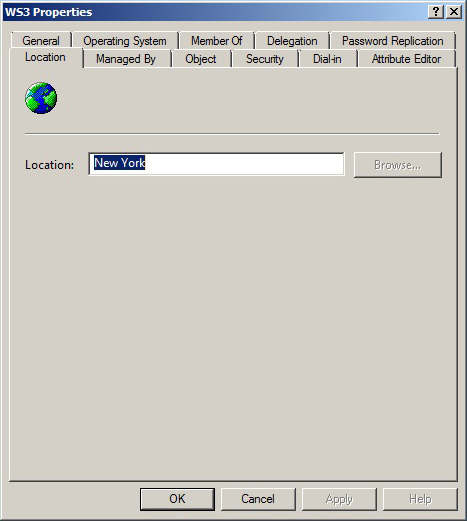 WS3 Properties
General Operating System Member Of Delegation Password Replication
Location Managed By Object Security Dial-in Attribute Editor
Location: New York Browse...
OK Cancel Apply Help